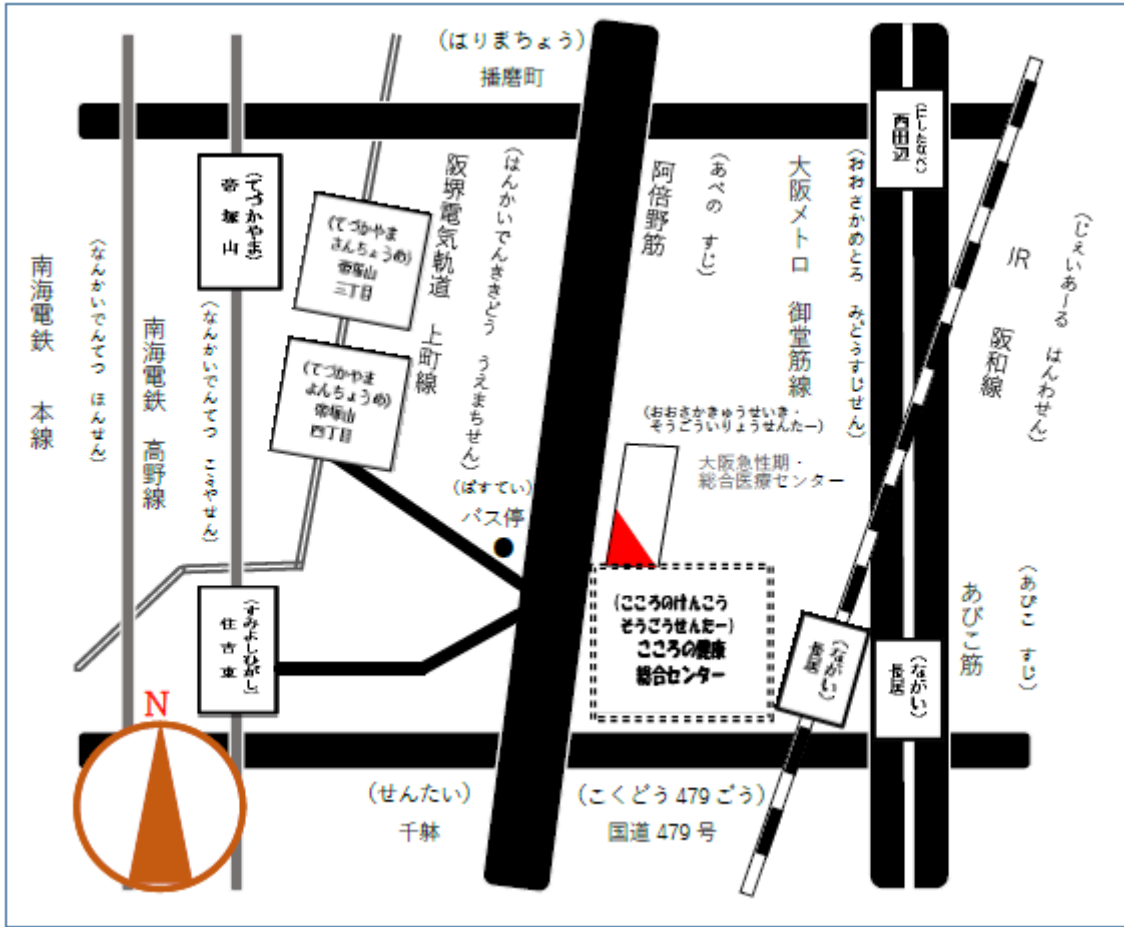 (はりまちょう)
播磨町
(にしたなべ)
西田辺
(てづかやま)
帝塚山
(てづかやま
さんちょうめ)
帝塚山
三丁目
阪堺電気軌道 上町線
(はんかいでんききどう うえまちせん)
阿倍野筋
(あべの すじ)
大阪メトロ 御堂筋線
(おおさかめとろ みどうすじせん)
JR 阪和線
(じぇいあーる はんわせん)
南海電鉄 本線
(なんかいでんてつ ほんせん)
南海電鉄 高野線
(なんかいでんてつ こうやせん)
(てづかやま
よんちょうめ)
帝塚山
四丁目
(おおさかきゅうせいき・
そうごういりょうせんたー)
大阪急性期・
総合医療センター
(ばすてい)
バス停
(こころのけんこう
そうごうせんたー)
こころの健康
総合センター
(すみよしひがし)
住吉東
(ながい)
長居
(ながい)
長居
あびこ筋
(あびこ すじ)
N
(せんたい)
千躰
(こくどう 479 ごう)
国道 479 号